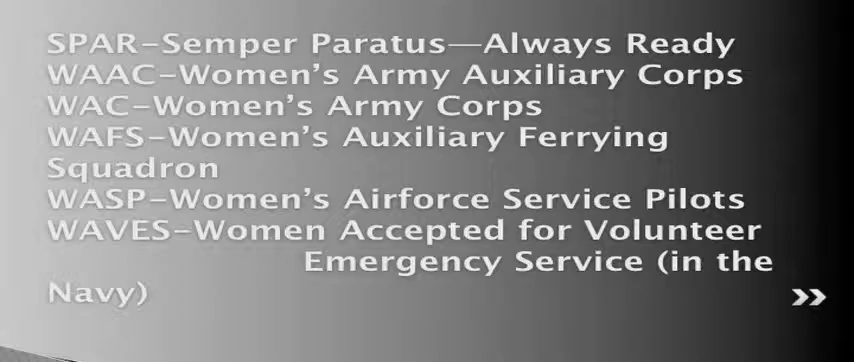 SPAR–Semper Paratus—Always Ready
WAAC–Women’s Army Auxiliary Corps
WAC–Women’s Army Corps
WAFS–Women’s Auxiliary Ferrying
Squadron
WASP–Women’s Airforce Service Pilots
WAVES–Women Accepted for Volunteer
Emergency Service (in the
Navy)